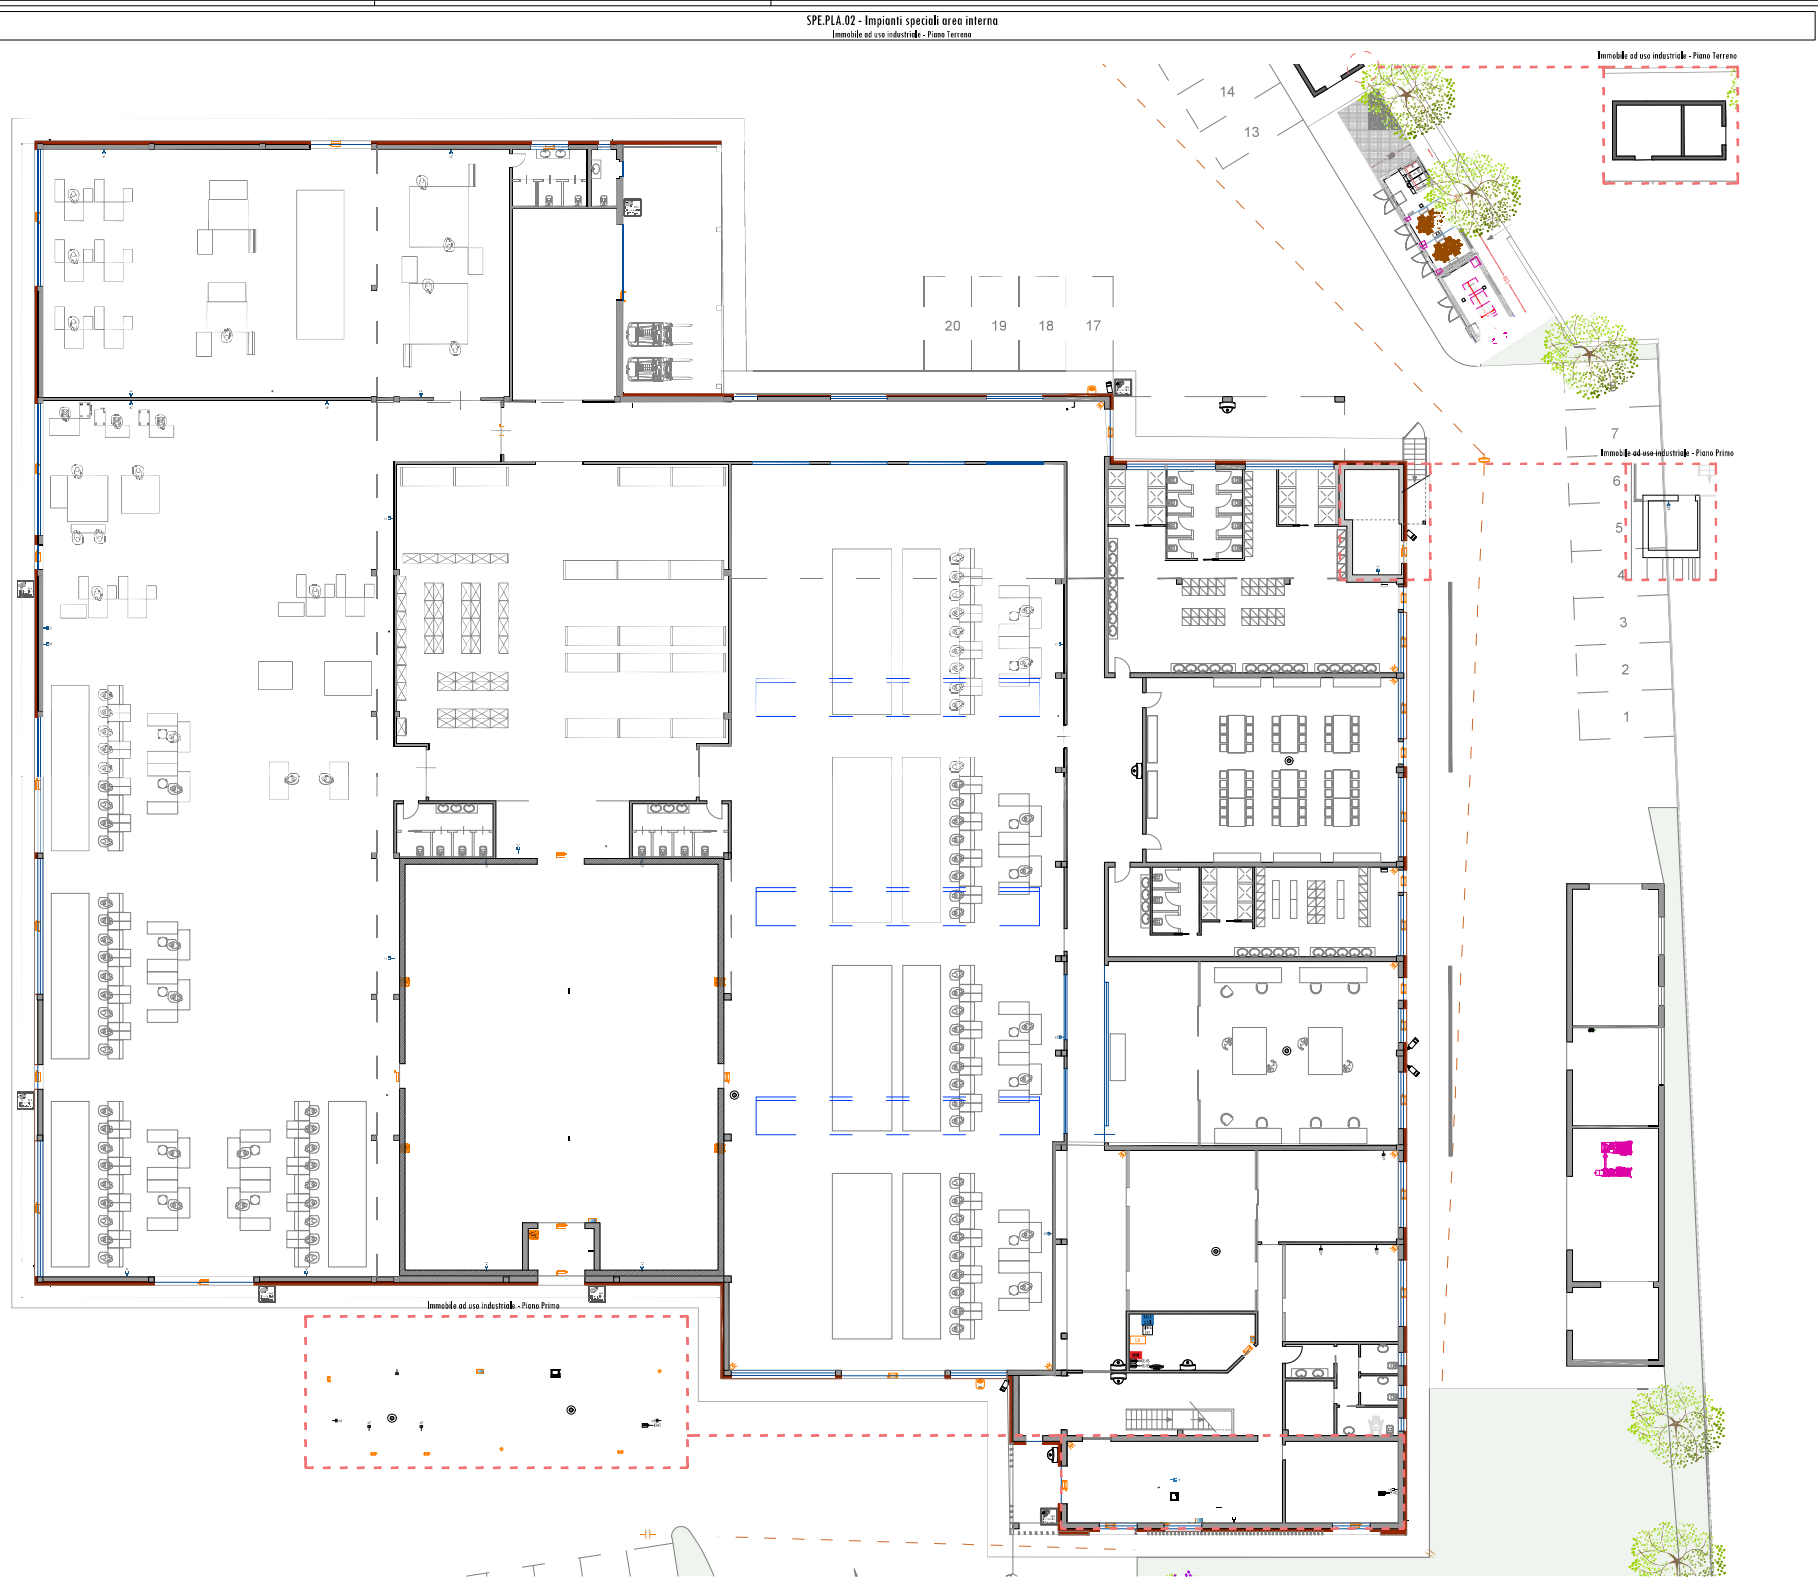 SPE.PLA.02 - Impianti speciali area interna
Immobile ad uso industriale - Piano Terreno
Immobile ad uso industriale - Piano Terreno
14
13
20
19
18
17
7
Immobile ad uso industriale - Piano Primo
6
5
4
3
2
1
Immobile ad uso industriale - Piano Primo